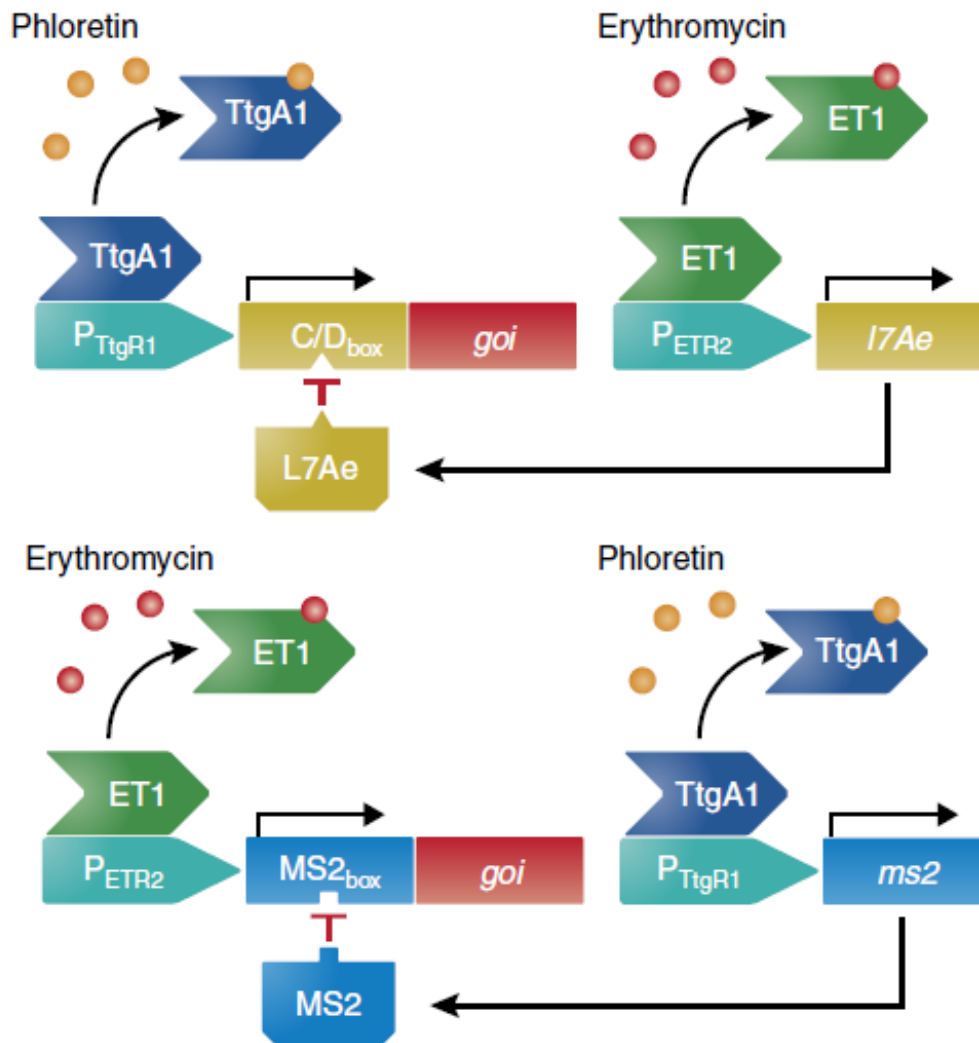 Phloretin
Erythromycin
TtgA1
ET1
TtgA1
ET1
PTtgR1
C/Dbox
goi
PETR2
l7Ae
L7Ae
Erythromycin
Phloretin
ET1
TtgA1
ET1
TtgA1
PETR2
MS2box
goi
PTtgR1
ms2
MS2